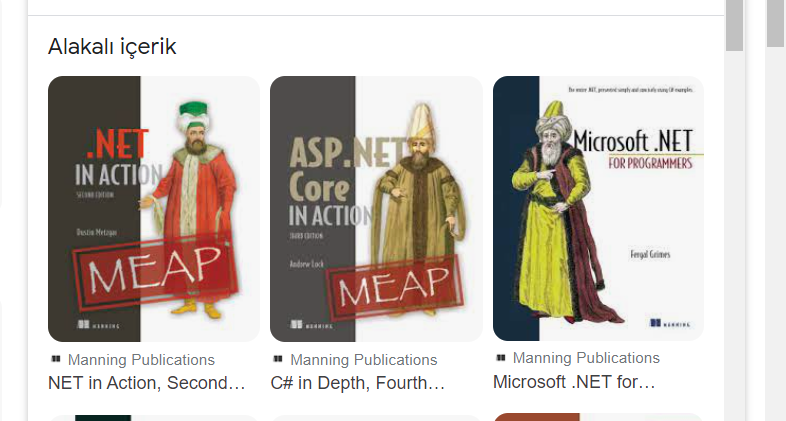 Alakalı içerik
.NET
IN ACTION
SECOND EDITION
Dustin Metzgar
MEAP
MANNING
ASP.NET
Core
IN ACTION
THIRD EDITION
Andrew Lock
MEAP
MANNING
Microsoft .NET
FOR PROGRAMMERS
Fergal Grimes
MANNING
Manning Publications
NET in Action, Second…
Manning Publications
C# in Depth, Fourth…
Manning Publications
Microsoft .NET for…